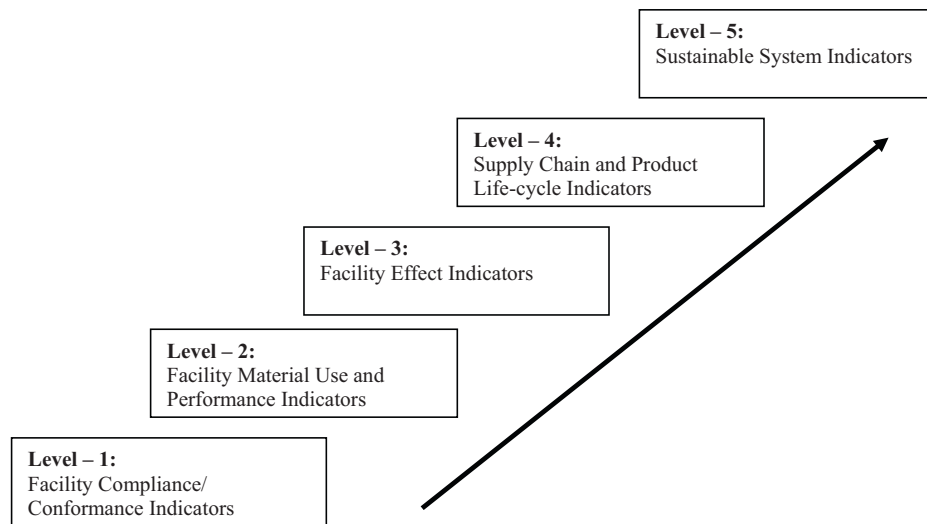 Level – 5:
Sustainable System Indicators
Level – 4:
Supply Chain and Product
Life-cycle Indicators
Level – 3:
Facility Effect Indicators
Level – 2:
Facility Material Use and
Performance Indicators
Level – 1:
Facility Compliance/
Conformance Indicators